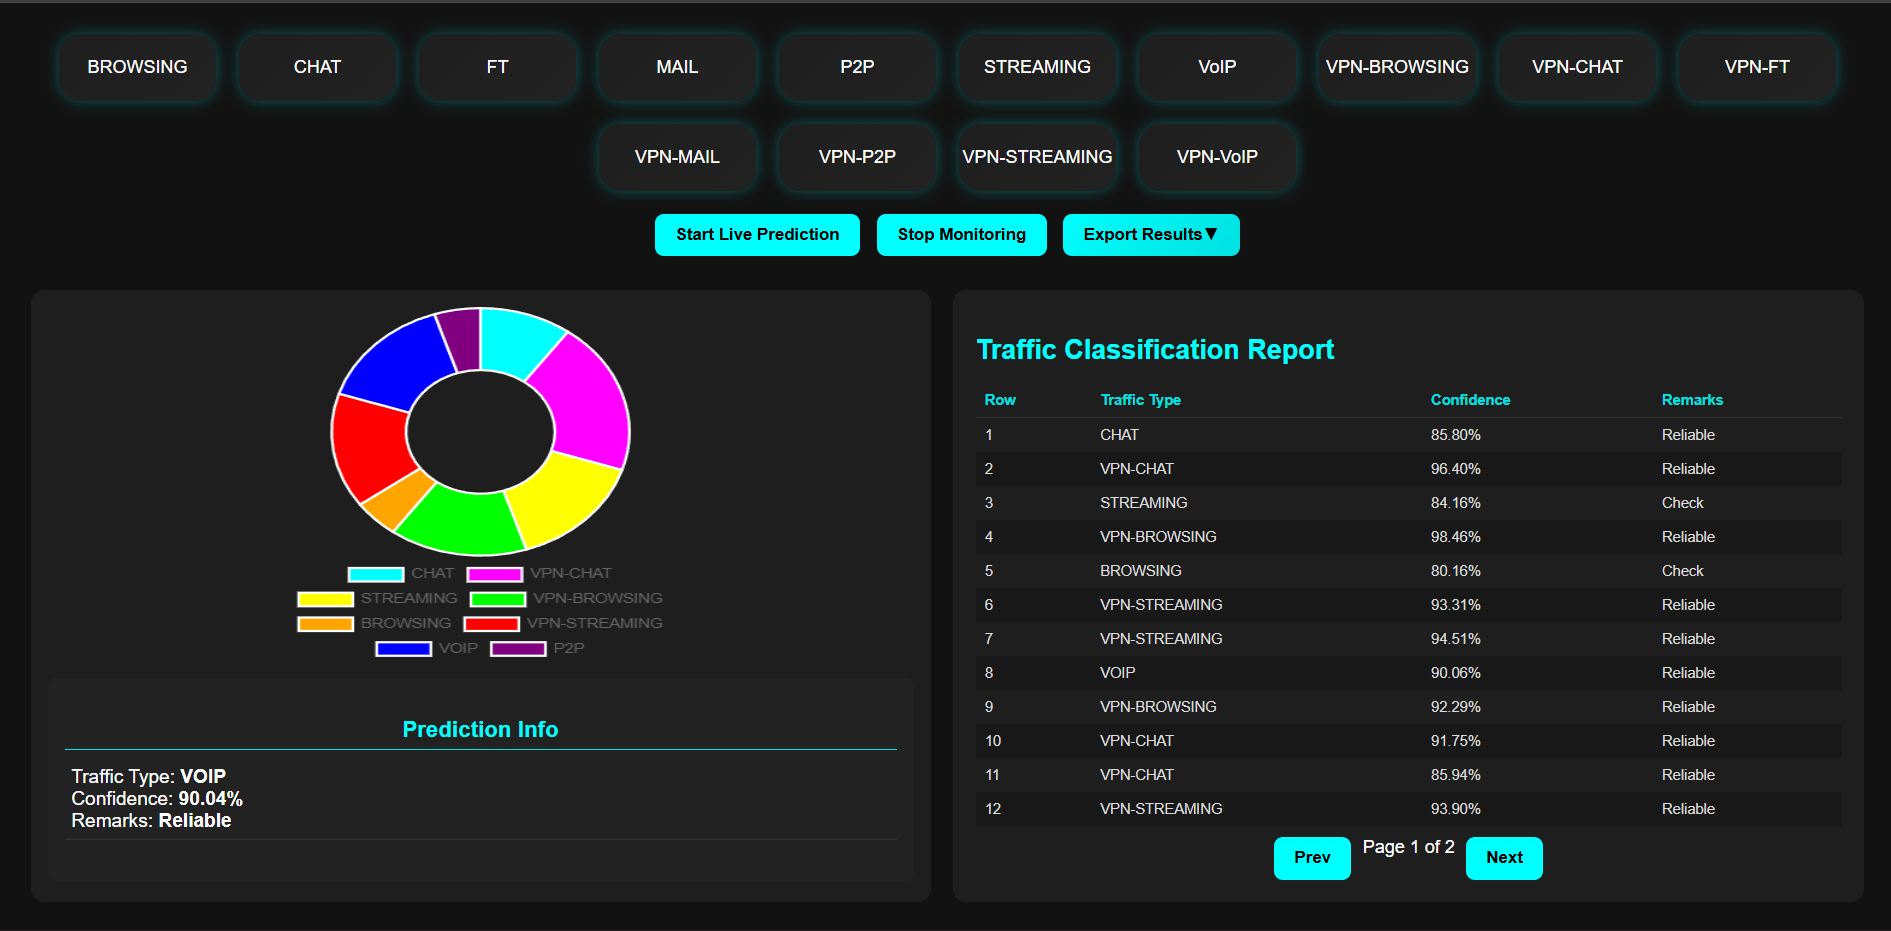 BROWSING CHAT FT MAIL P2P STREAMING VoIP VPN-BROWSING VPN-CHAT VPN-FT
VPN-MAIL VPN-P2P VPN-STREAMING VPN-VoIP
Start Live Prediction Stop Monitoring Export Results▼
CHAT VPN-CHAT
STREAMING VPN-BROWSING
BROWSING VPN-STREAMING
VOIP P2P
Prediction Info
Traffic Type: VOIP
Confidence: 90.04%
Remarks: Reliable
Traffic Classification Report
Row Traffic Type Confidence Remarks
1 CHAT 85.80% Reliable
2 VPN-CHAT 96.40% Reliable
3 STREAMING 84.16% Check
4 VPN-BROWSING 98.46% Reliable
5 BROWSING 80.16% Check
6 VPN-STREAMING 93.31% Reliable
7 VPN-STREAMING 94.51% Reliable
8 VOIP 90.06% Reliable
9 VPN-BROWSING 92.29% Reliable
10 VPN-CHAT 91.75% Reliable
11 VPN-CHAT 85.94% Reliable
12 VPN-STREAMING 93.90% Reliable
Prev Page 1 of 2 Next